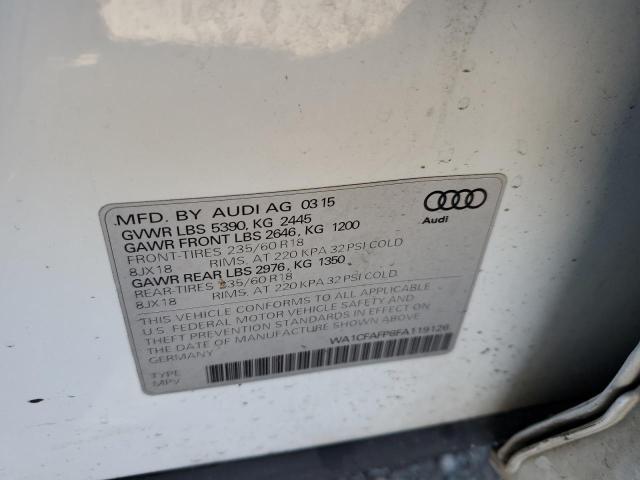 MFD. BY AUDI AG 0315
GVWR LBS 5390, KG 2445
GAWR FRONT LBS 2646, KG 1200
FRONT-TIRES 235/60 R18
8JX18 RIMS, AT 220 KPA 32 PSI COLD
GAWR REAR LBS 2976, KG 1350
REAR-TIRES 235/60 R18
8JX18 RIMS, AT 220 KPA 32 PSI COLD
THIS VEHICLE CONFORMS TO ALL APPLICABLE
U.S. FEDERAL MOTOR VEHICLE SAFETY AND
THEFT PREVENTION STANDARDS IN EFFECT ON
THE DATE OF MANUFACTURE SHOWN ABOVE.
GERMANY
WA1CFAFP8FA119126
TYPE:
MPV
Audi